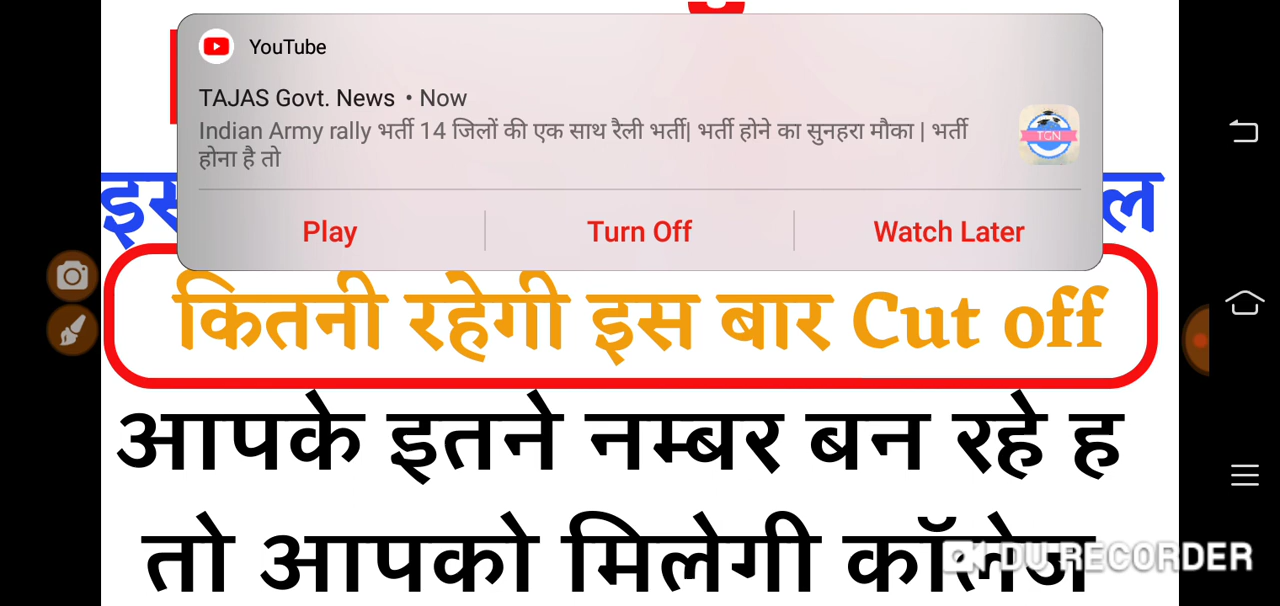 YouTube
TAJAS Govt. News • Now
Indian Army rally भर्ती 14 जिलों की एक साथ रैली भर्ती| भर्ती होने का सुनहरा मौका | भर्ती
होना है तो
TGN
Play Turn Off Watch Later
कितनी रहेगी इस बार Cut off
आपके इतने नम्बर बन रहे ह
तो आपको मिलेगी कॉलेज
DU RECORDER